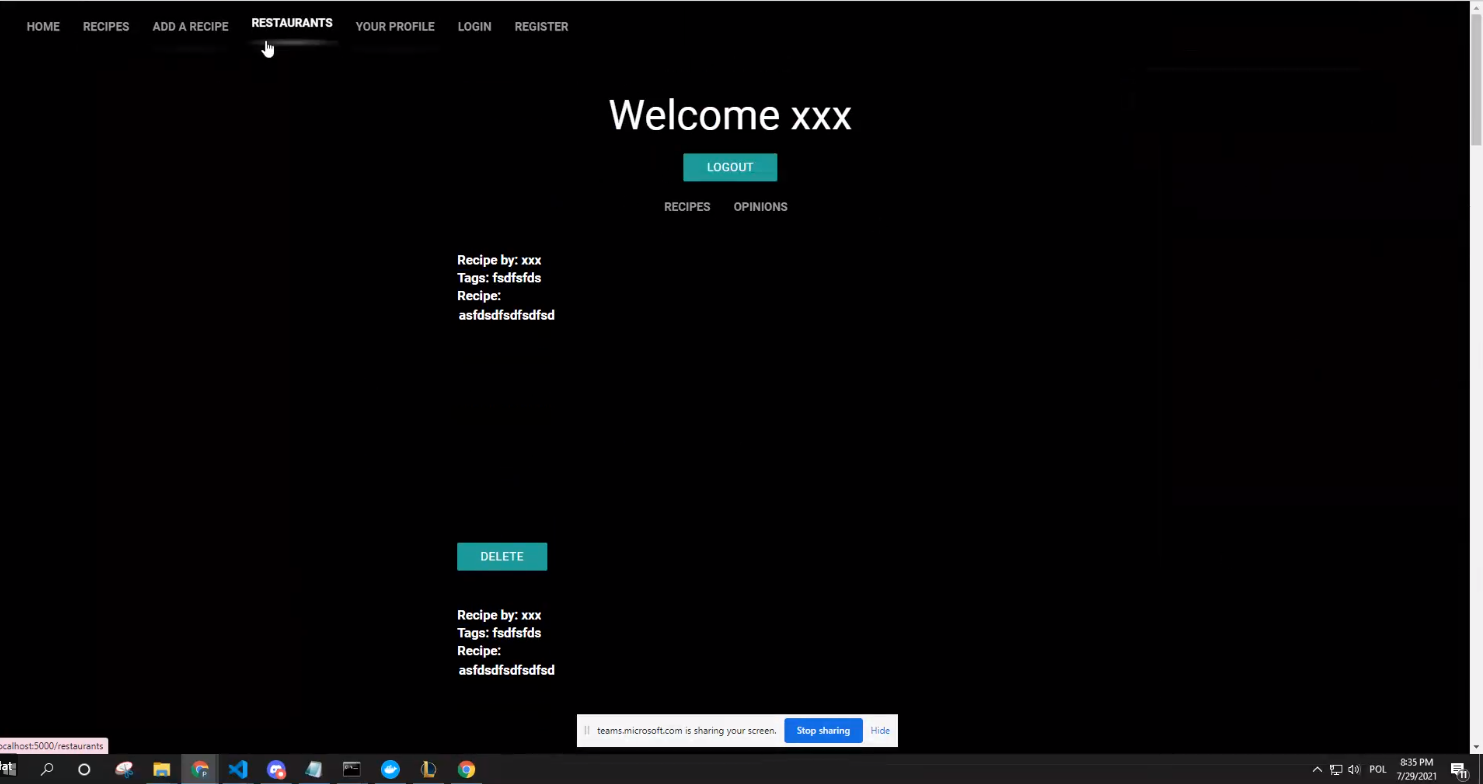 HOME RECIPES ADD A RECIPE RESTAURANTS YOUR PROFILE LOGIN REGISTER
Welcome xxx
LOGOUT
RECIPES OPINIONS
Recipe by: xxx
Tags: fsdfsfds
Recipe:
asfdsdfsdfsdfsd
DELETE
Recipe by: xxx
Tags: fsdfsfds
Recipe:
asfdsdfsdfsdfsd
teams.microsoft.com is sharing your screen. Stop sharing Hide
ocalhost:5000/restaurants
POL
8:35 PM
7/29/2021